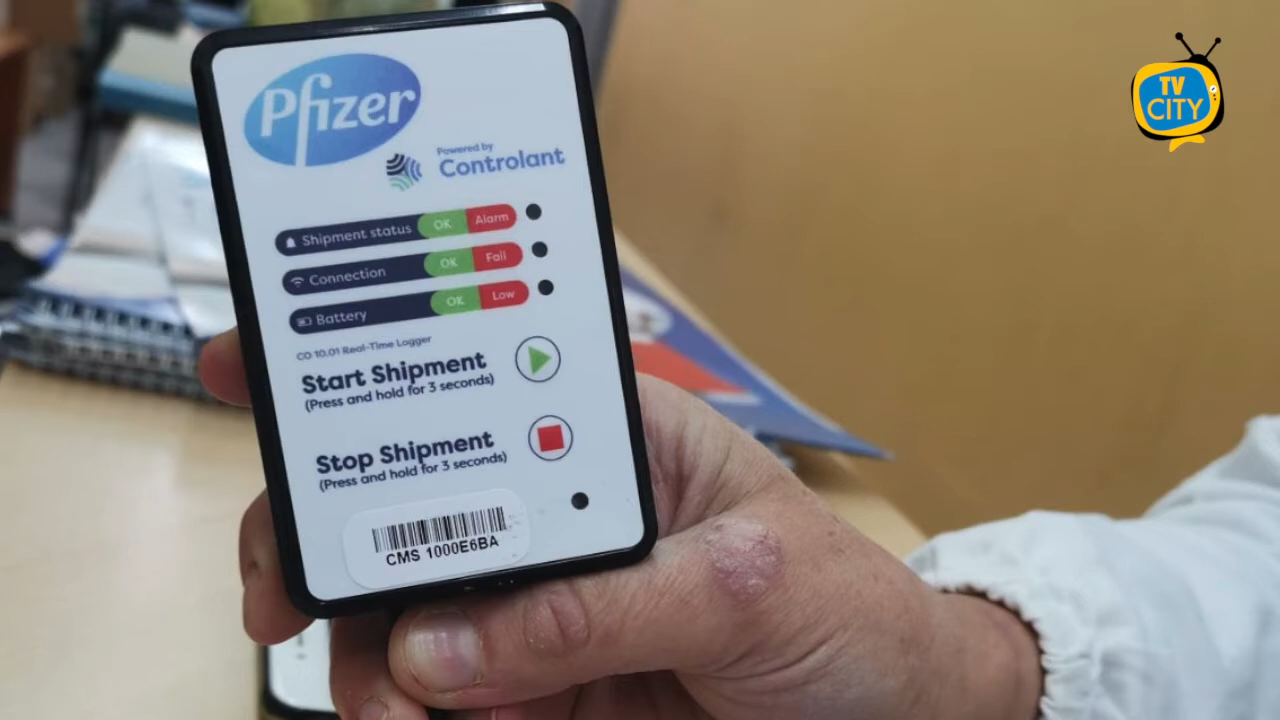 Pfizer
Powered by
Controlant
Shipment status OK Alarm
Connection OK Fail
Battery OK Low
CO 10.01 Real-Time Logger
Start Shipment
(Press and hold for 3 seconds)
Stop Shipment
(Press and hold for 3 seconds)
CMS 1000E6BA
TV
CITY